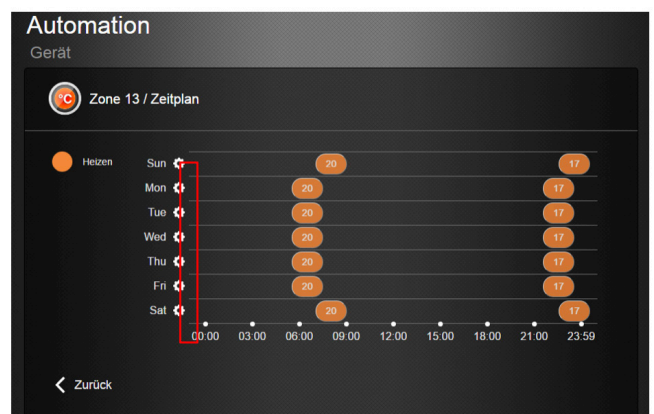 Automation
Gerät
°C Zone 13 / Zeitplan
Heizen Sun 20 17
Mon 20 17
Tue 20 17
Wed 20 17
Thu 20 17
Fri 20 17
Sat 20 17
00:00 03:00 06:00 09:00 12:00 15:00 18:00 21:00 23:59
Zurück